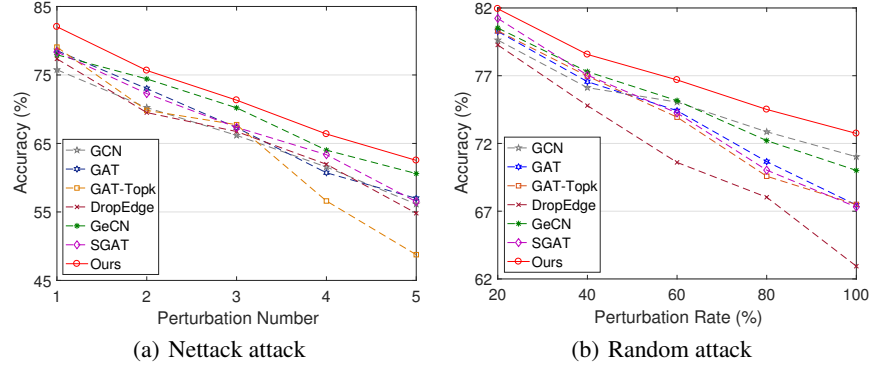 85
75
65
55
45
Accuracy (%)
GCN
GAT
GAT-Topk
DropEdge
GeCN
SGAT
Ours
1
2
3
4
5
Perturbation Number
(a) Nettack attack
82
77
72
67
62
Accuracy (%)
GCN
GAT
GAT-Topk
DropEdge
GeCN
SGAT
Ours
20
40
60
80
100
Perturbation Rate (%)
(b) Random attack